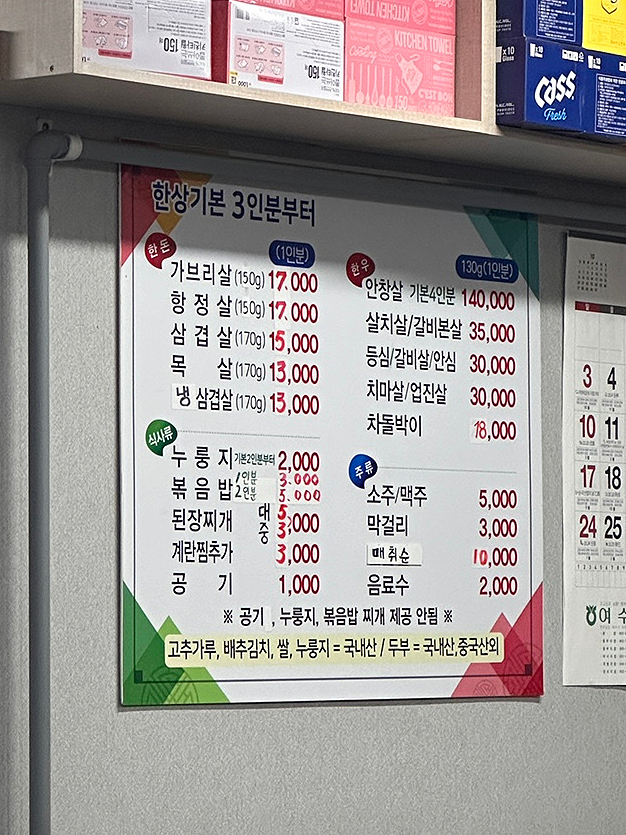 KITCHEN TOWEL
150
150
KITCHEN TOWEL
150
C'EST BON
x 10
Cass
Fresh
한상기본 3인분부터
한돈
(1인분)
가브리살 (150g) 17.000
항정살 (150g) 17.000
삼겹살 (170g) 15,000
목살 (170g) 13,000
냉삼겹살 (170g) 13,000
식사류
누룽지 기본2인분부터 2,000
볶음밥 1인분 3.000
2인분 5.000
된장찌개 대 5
중 3,000
계란찜추가 3,000
공기 1,000
한우
130g(1인분)
안창살 기본4인분 140,000
살치살/갈비본살 35,000
등심/갈비살/안심 30,000
치마살/업진살 30,000
차돌박이 18,000
주류
소주/맥주 5,000
막걸리 3,000
매취순 10,000
음료수 2,000
※ 공기 , 누룽지, 볶음밥 찌개 제공 안됨 ※
고추가루, 배추김치, 쌀, 누룽지 = 국내산 / 두부 = 국내산,중국산외
3 4
10 11
17 18
24 25
여수